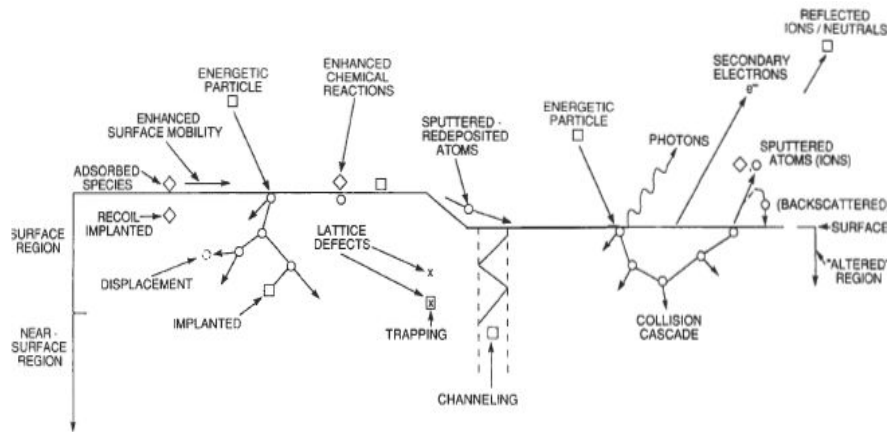 REFLECTED
IONS / NEUTRALS
SECONDARY
ELECTRONS
e⁻
ENHANCED
CHEMICAL
REACTIONS
ENERGETIC
PARTICLE
ENHANCED
SURFACE MOBILITY
SPUTTERED -
REDEPOSITED
ATOMS
ENERGETIC
PARTICLE
PHOTONS
SPUTTERED
ATOMS (IONS)
ADSORBED
SPECIES
(BACKSCATTERED)
RECOIL
IMPLANTED
SURFACE
SURFACE
REGION
LATTICE
DEFECTS
x
"ALTERED"
REGION
DISPLACEMENT
IMPLANTED
x
TRAPPING
COLLISION
CASCADE
NEAR -
SURFACE
REGION
CHANNELING